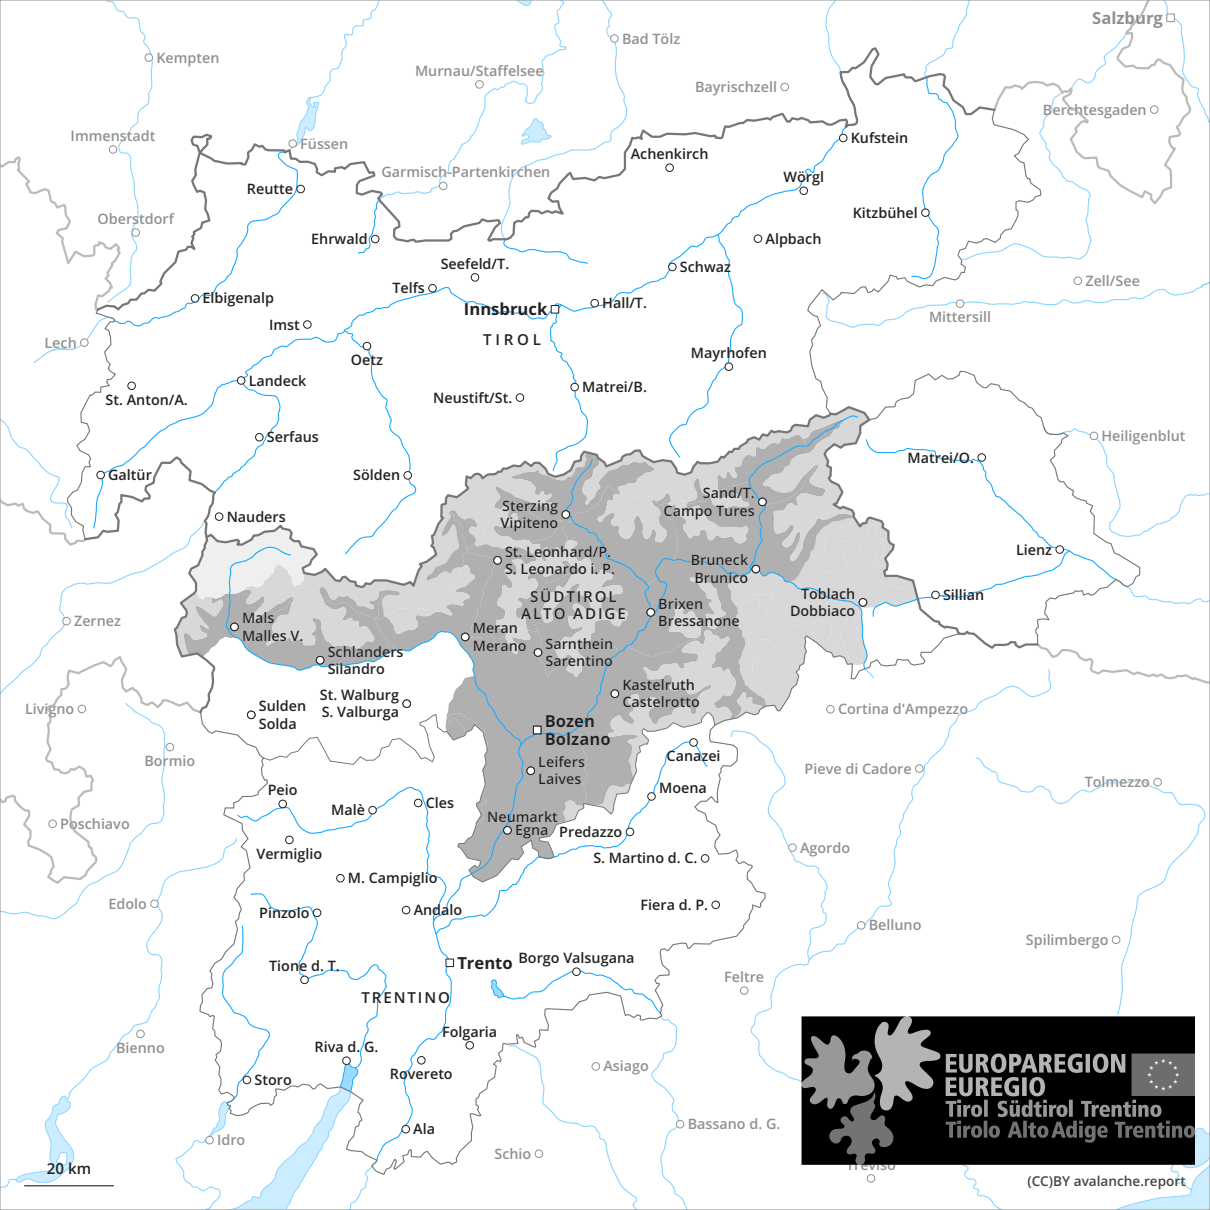 Salzburg
Kempten
Bad Tölz
Murnau/Staffelsee
Bayrischzell
Berchtesgaden
Immenstadt
Füssen
Kufstein
Achenkirch
Garmisch-Partenkirchen
Wörgl
Reutte
Oberstdorf
Kitzbühel
Ehrwald
Alpbach
Seefeld/T.
Schwaz
Zell/See
Telfs
Elbigenalp
Hall/T.
Innsbruck
Mittersill
Imst
TIROL
Lech
Mayrhofen
Oetz
Landeck
Matrei/B.
St. Anton/A.
Neustift/St.
Serfaus
Heiligenblut
Matrei/O.
Galtür
Sölden
Sand/T.
Campo Tures
Sterzing
Vipiteno
Nauders
Lienz
St. Leonhard/P.
S. Leonardo i. P.
Bruneck
Brunico
SÜDTIROL
ALTO ADIGE
Toblach
Dobbiaco
Sillian
Brixen
Bressanone
Zernez
Mals
Malles V.
Meran
Merano
Sarnthein
Sarentino
Schlanders
Silandro
Kastelruth
Castelrotto
St. Walburg
S. Valburga
Sulden
Solda
Livigno
Cortina d'Ampezzo
Bozen
Bolzano
Bormio
Canazei
Leifers
Laives
Pieve di Cadore
Tolmezzo
Peio
Moena
Malè
Cles
Neumarkt
Egna
Poschiavo
Predazzo
Vermiglio
Agordo
S. Martino d. C.
M. Campiglio
Edolo
Pinzolo
Andalo
Fiera d. P.
Belluno
Spilimbergo
Trento
Borgo Valsugana
Tione d. T.
Feltre
TRENTINO
Folgaria
Bienno
Riva d. G.
Asiago
Rovereto
Storo
EUROPAREGION
EUREGIO
Tirol Südtirol Trentino
Tirolo Alto Adige Trentino
Bassano d. G.
Ala
Idro
Schio
Treviso
20 km
(CC)BY avalanche.report